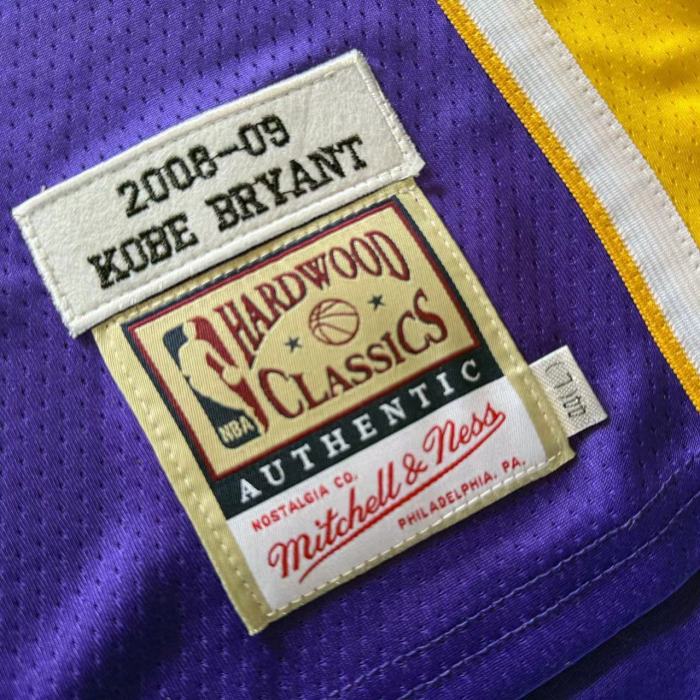 2008-09
KOBE BRYANT
HARDWOOD
CLASSICS
NBA
AUTHENTIC
NOSTALGIA CO.
Mitchell & Ness
PHILADELPHIA, PA.